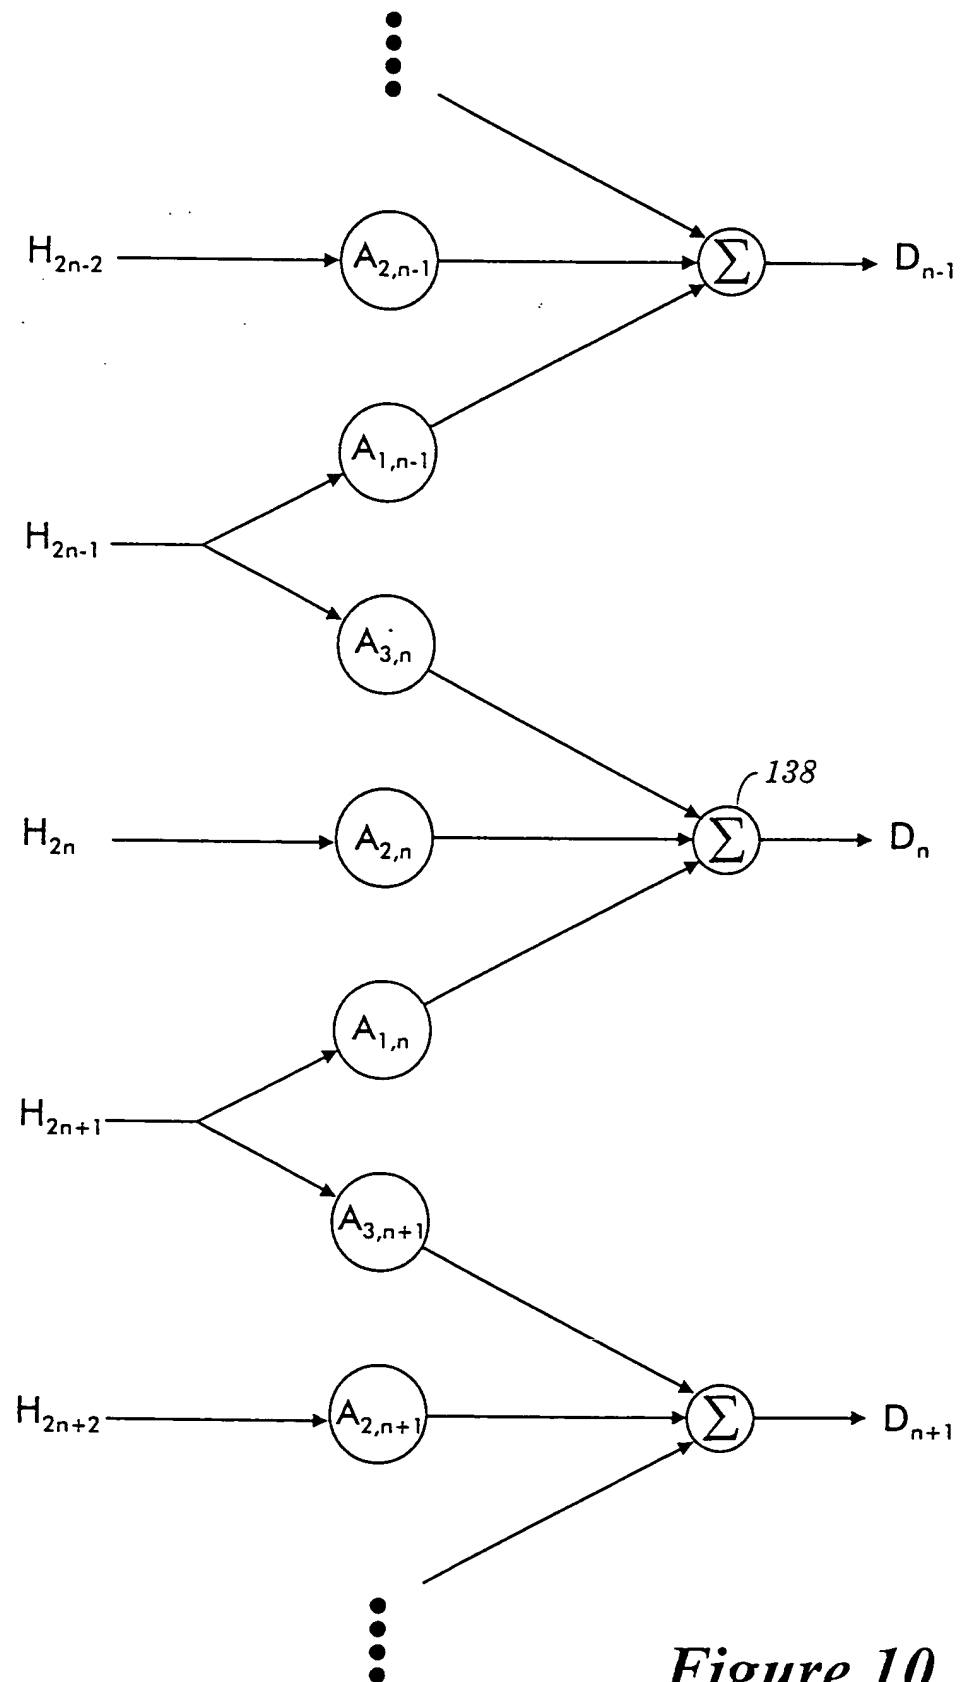 H₂ₙ₋₂ A₂,ₙ₋₁ Σ Dₙ₋₁
A₁,ₙ₋₁
H₂ₙ₋₁
A₃,ₙ
138
H₂ₙ A₂,ₙ Σ Dₙ
A₁,ₙ
H₂ₙ₊₁
A₃,ₙ₊₁
H₂ₙ₊₂ A₂,ₙ₊₁ Σ Dₙ₊₁
Figure 10